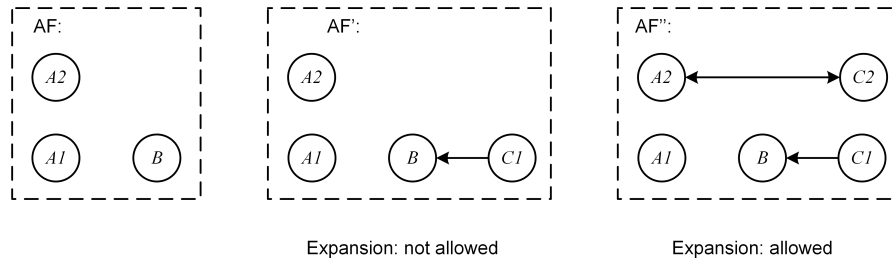 AF:
A2
A1 B
AF':
A2
A1 B C1
AF'':
A2 C2
A1 B C1
Expansion: not allowed
Expansion: allowed